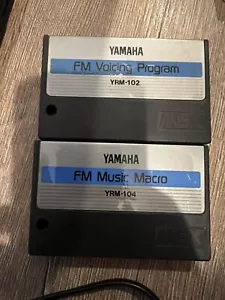 YAMAHA
FM Voicing Program
YRM-102
YAMAHA
FM Music Macro
YRM-104